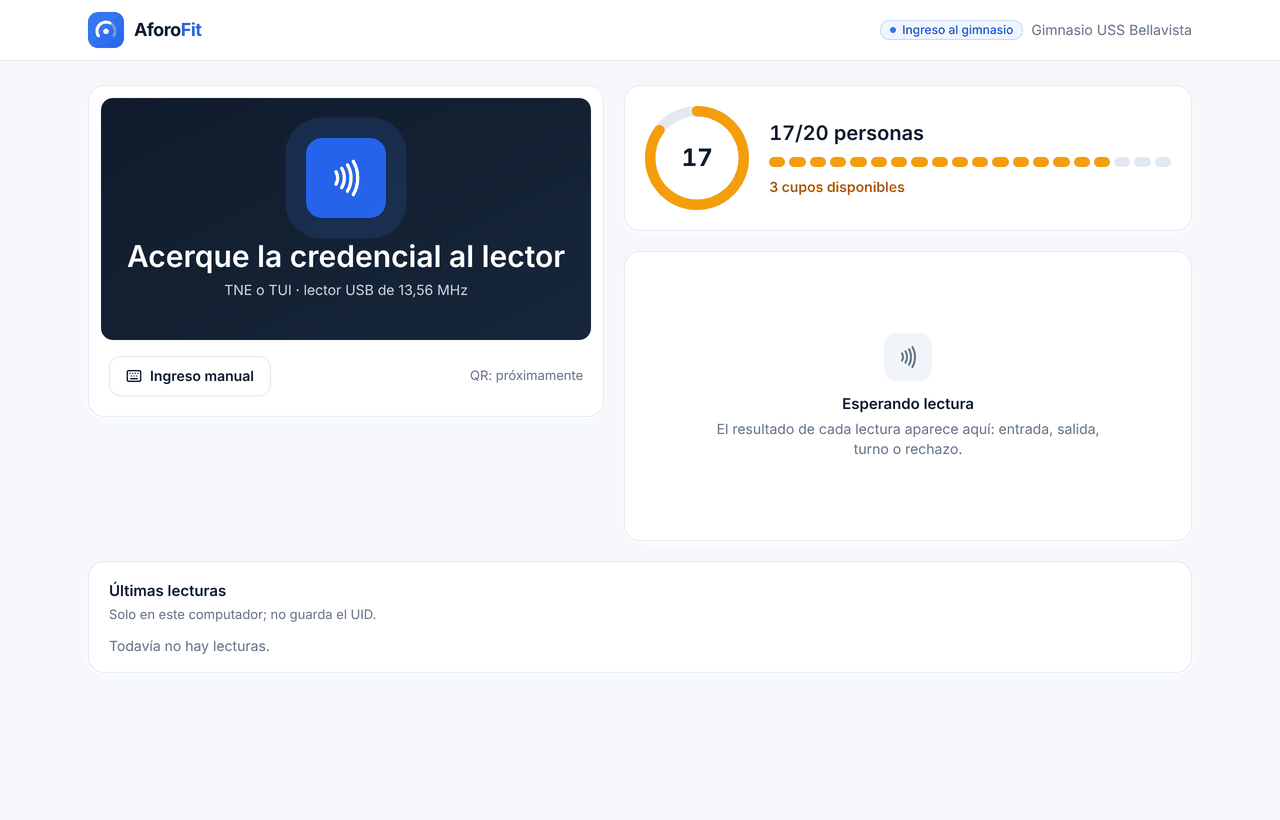 AforoFit
Ingreso al gimnasio
Gimnasio USS Bellavista
Acerque la credencial al lector
TNE o TUI · lector USB de 13,56 MHz
Ingreso manual
QR: próximamente
17
17/20 personas
3 cupos disponibles
Esperando lectura
El resultado de cada lectura aparece aquí: entrada, salida,
turno o rechazo.
Últimas lecturas
Solo en este computador; no guarda el UID.
Todavía no hay lecturas.